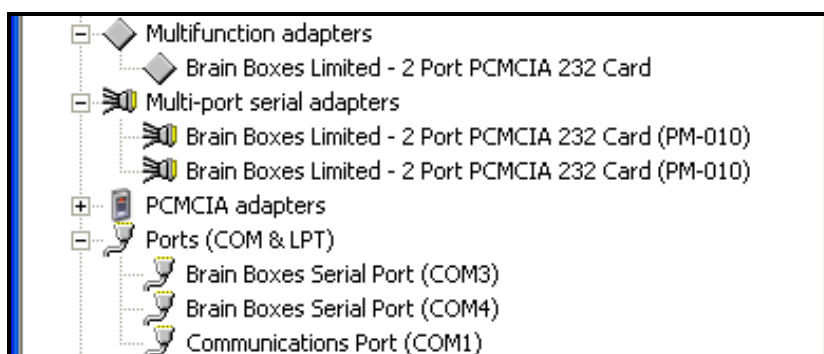 Multifunction adapters
Brain Boxes Limited - 2 Port PCMCIA 232 Card
Multi-port serial adapters
Brain Boxes Limited - 2 Port PCMCIA 232 Card (PM-010)
Brain Boxes Limited - 2 Port PCMCIA 232 Card (PM-010)
PCMCIA adapters
Ports (COM & LPT)
Brain Boxes Serial Port (COM3)
Brain Boxes Serial Port (COM4)
Communications Port (COM1)